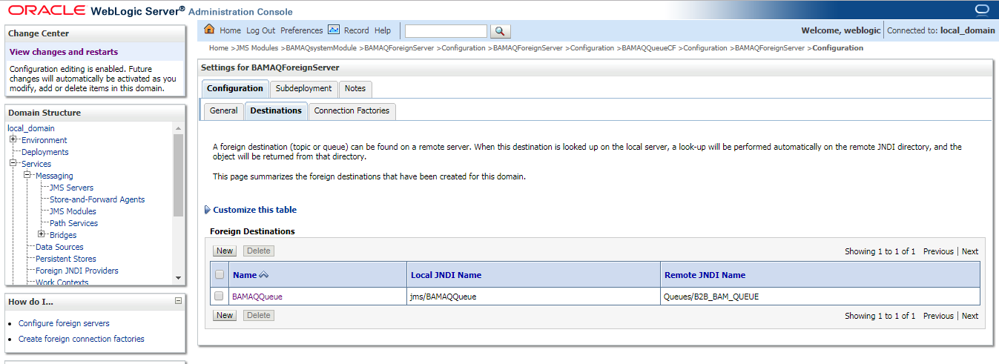 ORACLE WebLogic Server® Administration Console
Change Center
View changes and restarts
Configuration editing is enabled. Future
changes will automatically be activated as you
modify, add or delete items in this domain.
Domain Structure
local_domain
Environment
Deployments
Services
Messaging
JMS Servers
Store-and-Forward Agents
JMS Modules
Path Services
Bridges
Data Sources
Persistent Stores
Foreign JNDI Providers
Work Contexts
How do I...
Configure foreign servers
Create foreign connection factories
Home Log Out Preferences Record Help
Welcome, weblogic Connected to: local_domain
Home >JMS Modules >BAMAQsystemModule >BAMAQForeignServer >Configuration >BAMAQForeignServer >Configuration >BAMAQQueueCF >Configuration >BAMAQForeignServer >Configuration
Settings for BAMAQForeignServer
Configuration Subdeployment Notes
General Destinations Connection Factories
A foreign destination (topic or queue) can be found on a remote server. When this destination is looked up on the local server, a look-up will be performed automatically on the remote JNDI directory, and the
object will be returned from that directory.
This page summarizes the foreign destinations that have been created for this domain.
Customize this table
Foreign Destinations
New Delete Showing 1 to 1 of 1 Previous | Next
Name Local JNDI Name Remote JNDI Name
BAMAQQueue jms/BAMAQQueue Queues/B2B_BAM_QUEUE
New Delete Showing 1 to 1 of 1 Previous | Next